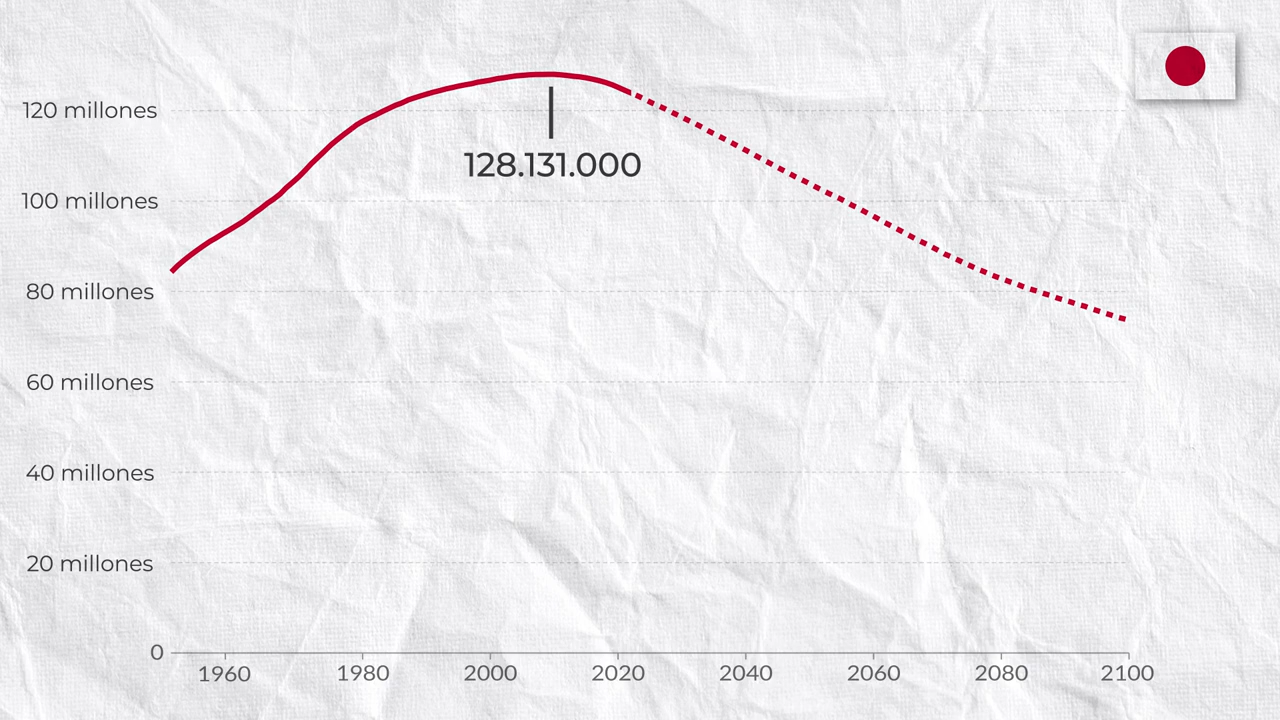 120 millones
128.131.000
100 millones
80 millones
60 millones
40 millones
20 millones
0
1960 1980 2000 2020 2040 2060 2080 2100